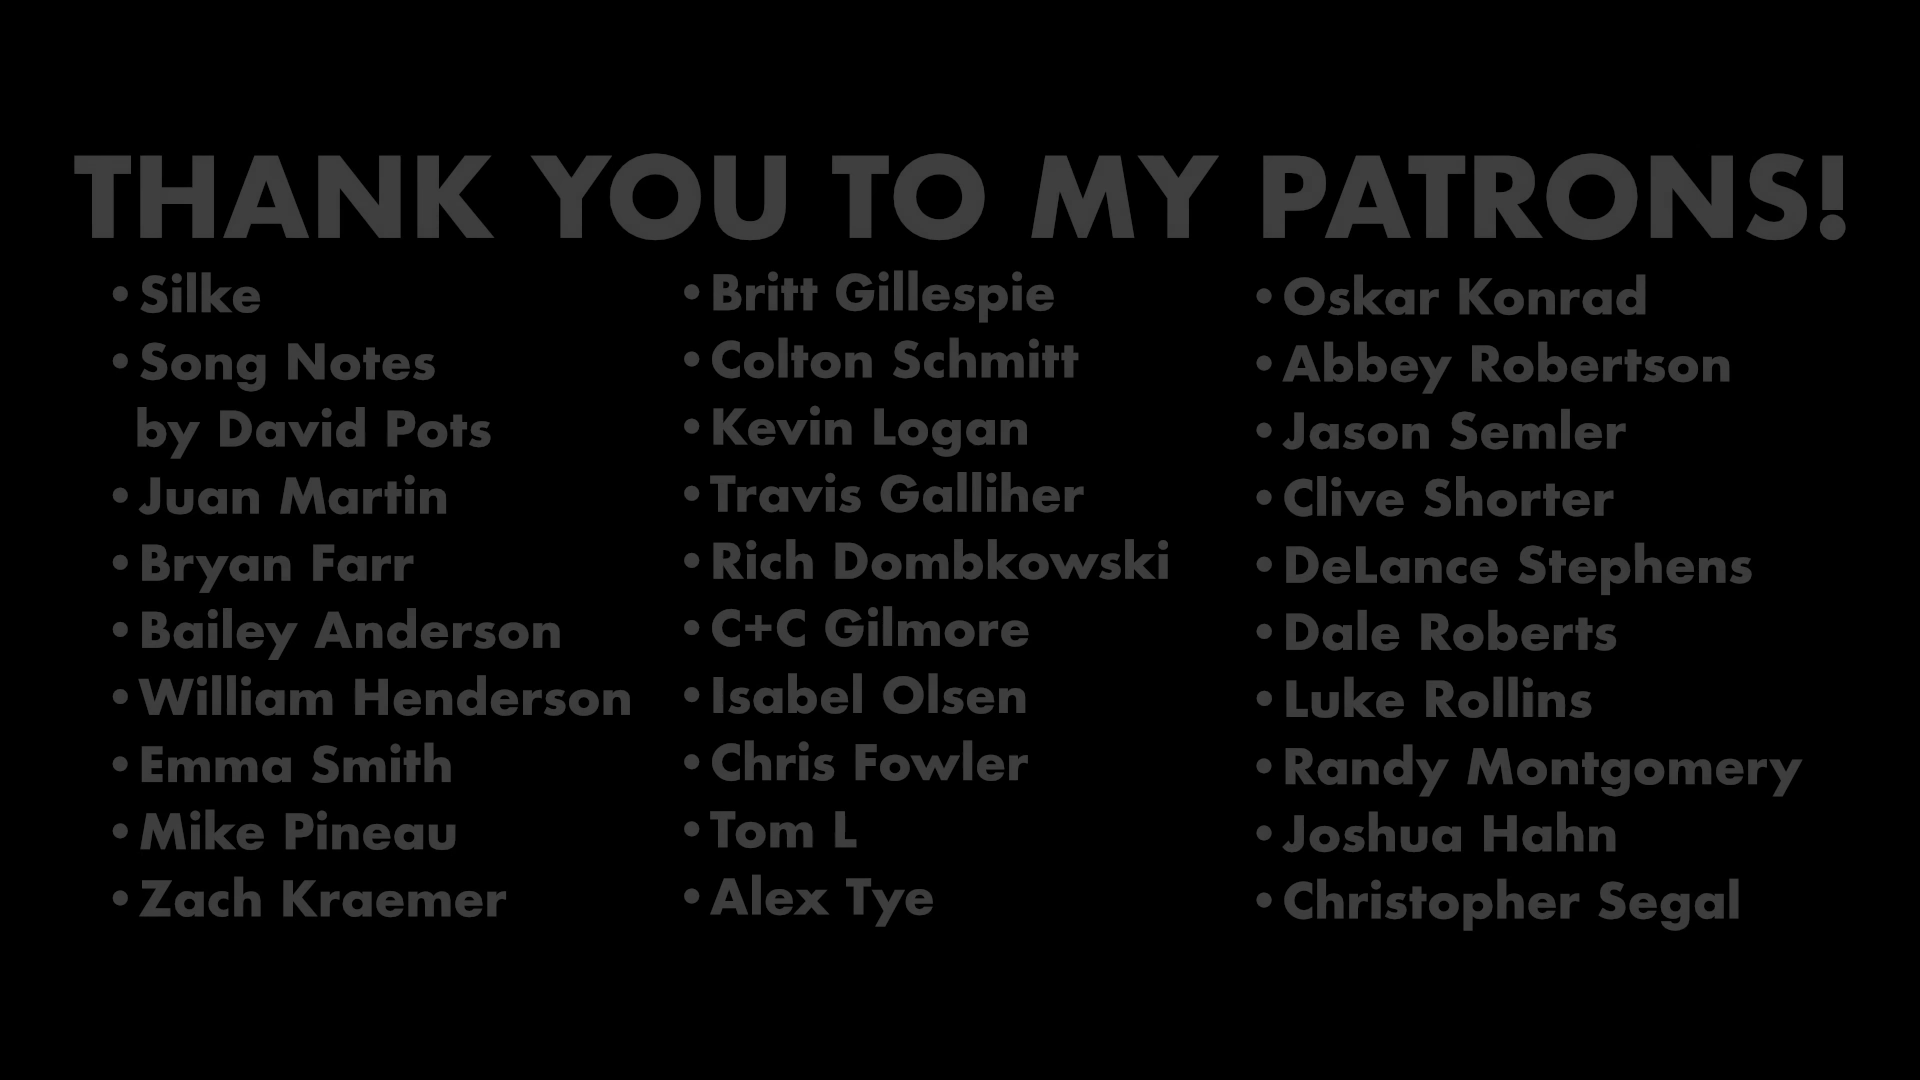 THANK YOU TO MY PATRONS!
• Silke
• Song Notes
by David Pots
• Juan Martin
• Bryan Farr
• Bailey Anderson
• William Henderson
• Emma Smith
• Mike Pineau
• Zach Kraemer
• Britt Gillespie
• Colton Schmitt
• Kevin Logan
• Travis Galliher
• Rich Dombkowski
• C+C Gilmore
• Isabel Olsen
• Chris Fowler
• Tom L
• Alex Tye
• Oskar Konrad
• Abbey Robertson
• Jason Semler
• Clive Shorter
• DeLance Stephens
• Dale Roberts
• Luke Rollins
• Randy Montgomery
• Joshua Hahn
• Christopher Segal